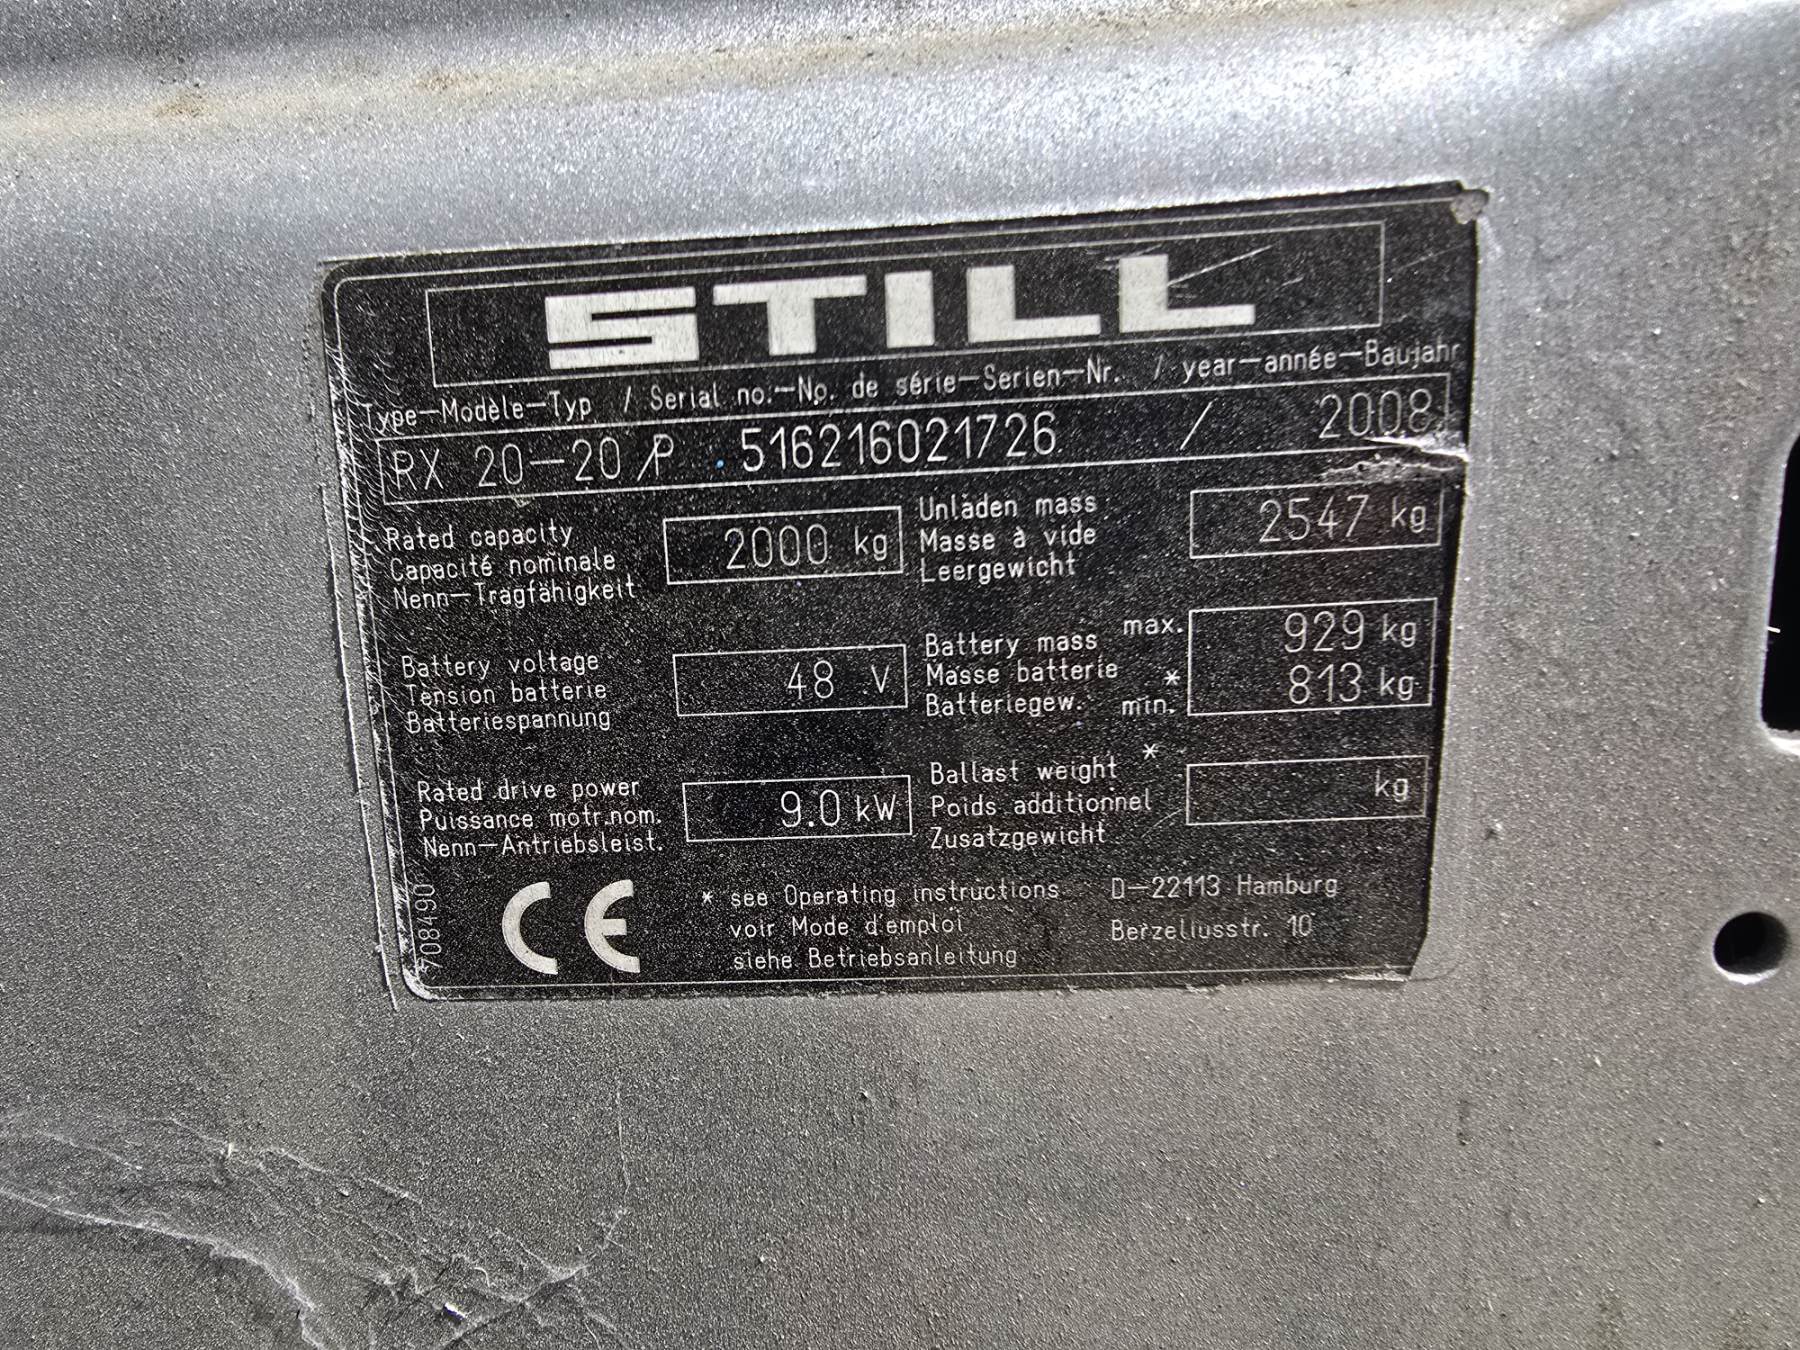 STILL
Type–Modèle–Typ / Serial no.–No. de série–Serien–Nr. / year–année–Baujahr
RX 20–20/P 516216021726 / 2008
Rated capacity
Capacité nominale
Nenn–Tragfähigkeit
2000 kg
Unladen mass
Masse à vide
Leergewicht
2547 kg
Battery voltage
Tension batterie
Batteriespannung
48 V
Battery mass max.
Masse batterie *
Batteriegew. min.
929 kg
813 kg
Rated drive power
Puissance motr.nom.
Nenn–Antriebsleist.
9.0 kW
Ballast weight *
Poids additionnel
Zusatzgewicht
kg
708490
CE
* see Operating instructions
voir Mode d'emploi
siehe Betriebsanleitung
D–22113 Hamburg
Berzeliusstr. 10